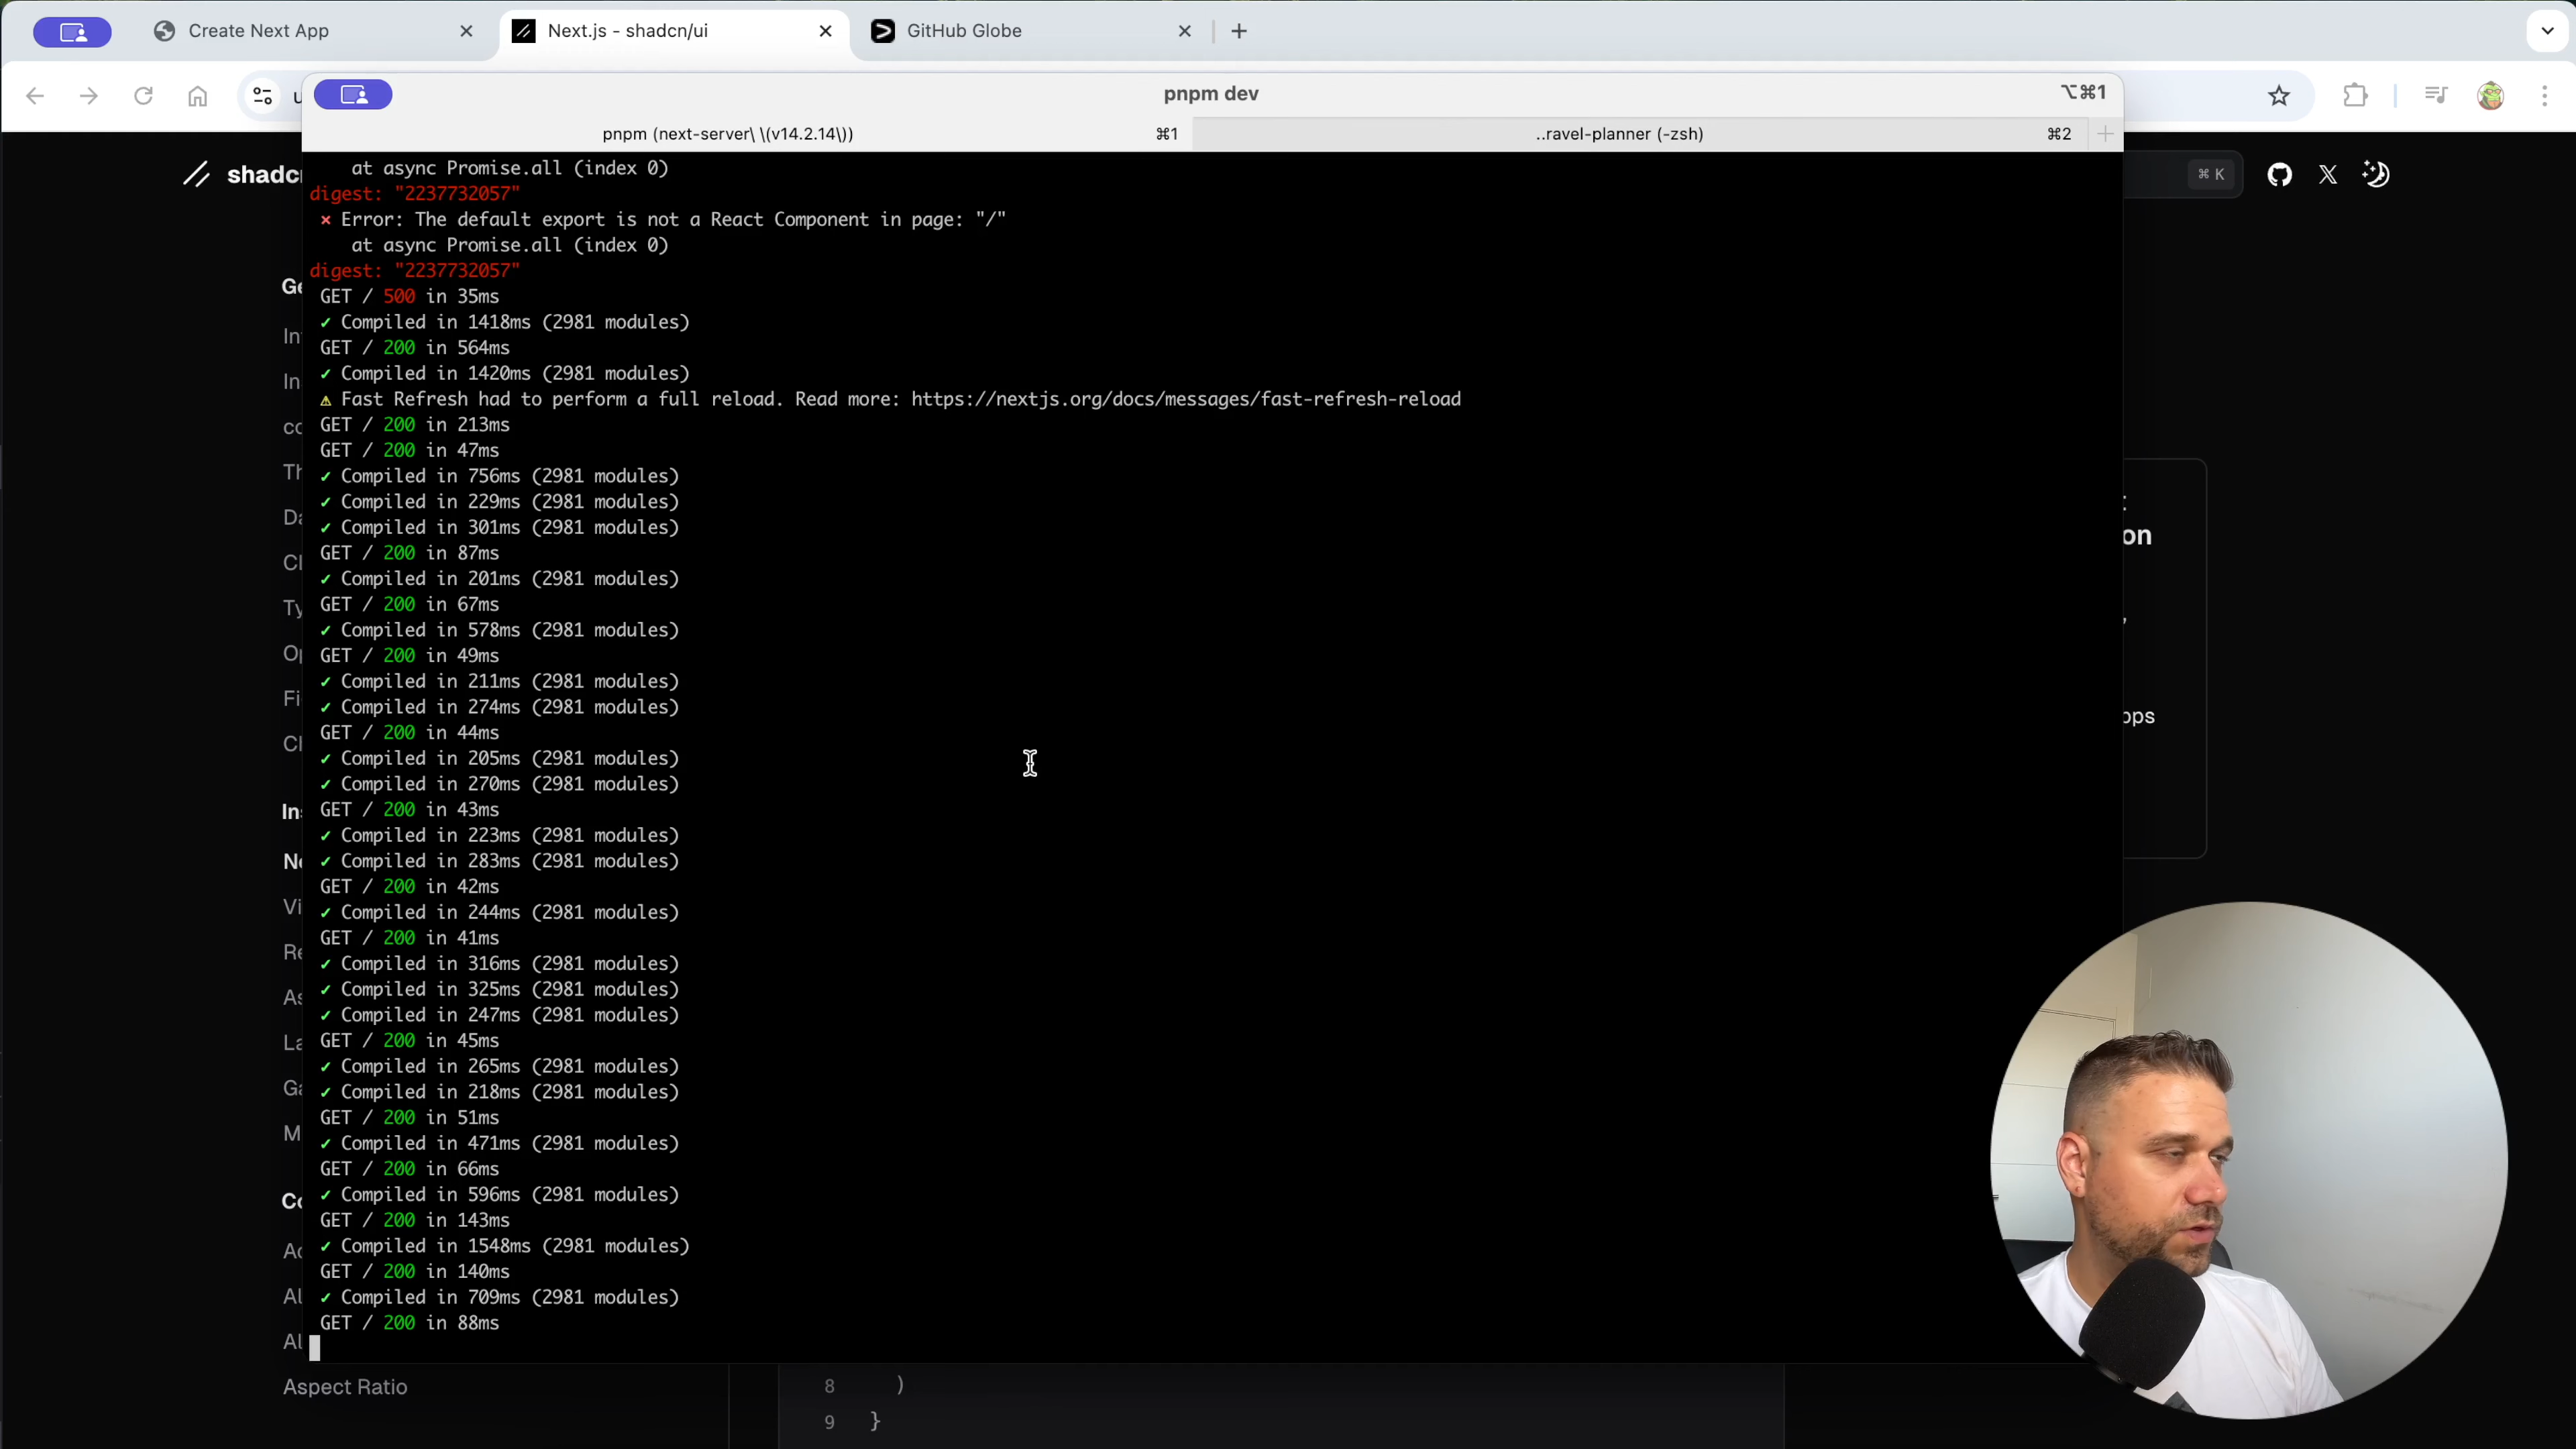 Create Next App
Next.js - shadcn/ui
GitHub Globe
pnpm dev
⌥⌘1
pnpm (next-server\ \(v14.2.14\))
⌘1
..ravel-planner (-zsh)
⌘2
⌘ K
at async Promise.all (index 0)
digest: "2237732057"
× Error: The default export is not a React Component in page: "/"
at async Promise.all (index 0)
digest: "2237732057"
GET / 500 in 35ms
✓ Compiled in 1418ms (2981 modules)
GET / 200 in 564ms
✓ Compiled in 1420ms (2981 modules)
⚠ Fast Refresh had to perform a full reload. Read more: https://nextjs.org/docs/messages/fast-refresh-reload
GET / 200 in 213ms
GET / 200 in 47ms
✓ Compiled in 756ms (2981 modules)
✓ Compiled in 229ms (2981 modules)
✓ Compiled in 301ms (2981 modules)
GET / 200 in 87ms
✓ Compiled in 201ms (2981 modules)
GET / 200 in 67ms
✓ Compiled in 578ms (2981 modules)
GET / 200 in 49ms
✓ Compiled in 211ms (2981 modules)
✓ Compiled in 274ms (2981 modules)
GET / 200 in 44ms
✓ Compiled in 205ms (2981 modules)
✓ Compiled in 270ms (2981 modules)
GET / 200 in 43ms
✓ Compiled in 223ms (2981 modules)
✓ Compiled in 283ms (2981 modules)
GET / 200 in 42ms
✓ Compiled in 244ms (2981 modules)
GET / 200 in 41ms
✓ Compiled in 316ms (2981 modules)
✓ Compiled in 325ms (2981 modules)
✓ Compiled in 247ms (2981 modules)
GET / 200 in 45ms
✓ Compiled in 265ms (2981 modules)
✓ Compiled in 218ms (2981 modules)
GET / 200 in 51ms
✓ Compiled in 471ms (2981 modules)
GET / 200 in 66ms
✓ Compiled in 596ms (2981 modules)
GET / 200 in 143ms
✓ Compiled in 1548ms (2981 modules)
GET / 200 in 140ms
✓ Compiled in 709ms (2981 modules)
GET / 200 in 88ms
Aspect Ratio
8 )
9 }